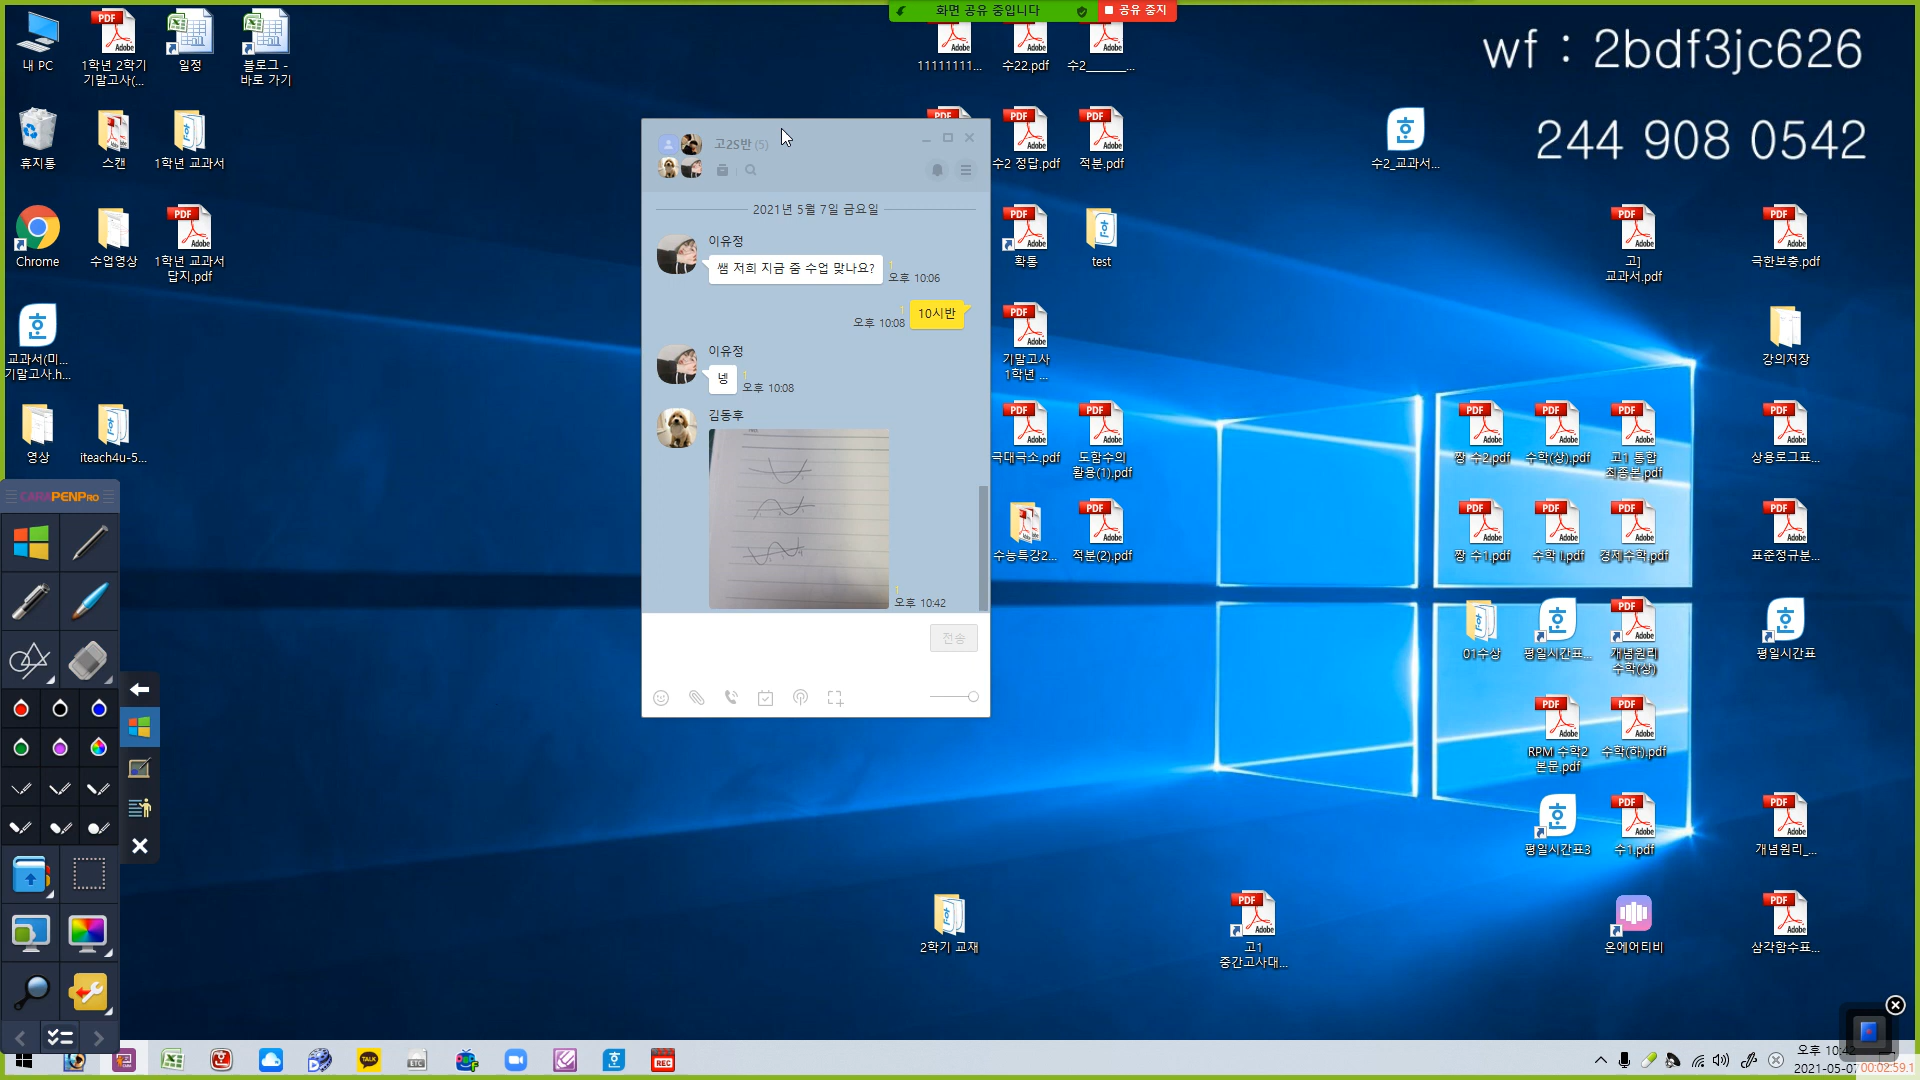 화면 공유 중입니다
공유 중지
wf : 2bdf3jc626
244 908 0542
내 PC
1학년 2학기
기말고사(...
일정
블로그 -
바로 가기
11111111...
수22.pdf
수2_____...
휴지통
스캔
1학년 교과서
수2 정답.pdf
적분.pdf
수2_교과서...
Chrome
수업영상
1학년 교과서
답지.pdf
확통
test
고1
교과서.pdf
극한보충.pdf
교과서(미...
기말고사.h...
기말고사
1학년 ...
강의저장
영상
iteach4u-5...
극대극소.pdf
도함수의
활용(1).pdf
짱 수2.pdf
수학(상).pdf
고1 통합
최종본.pdf
상용로그표...
수능특강2...
적분(2).pdf
짱 수1.pdf
수학 I.pdf
경제수학.pdf
표준정규분...
01수상
평일시간표...
개념원리
수학(상)
평일시간표
RPM 수학2
본문.pdf
수학(하).pdf
평일시간표3
수1.pdf
개념원리_...
2학기 교재
고1
중간고사대...
온에어티비
삼각함수표...
고2S반 (5)
2021년 5월 7일 금요일
이유정
쌤 저희 지금 줌 수업 맞나요?
오후 10:06
오후 10:08
10시반
이유정
넹
오후 10:08
김동후
오후 10:42
전송
CARAPENPRO
TALK
ETC
REC
오후 10:42
2021-05-07
00:02:59.1